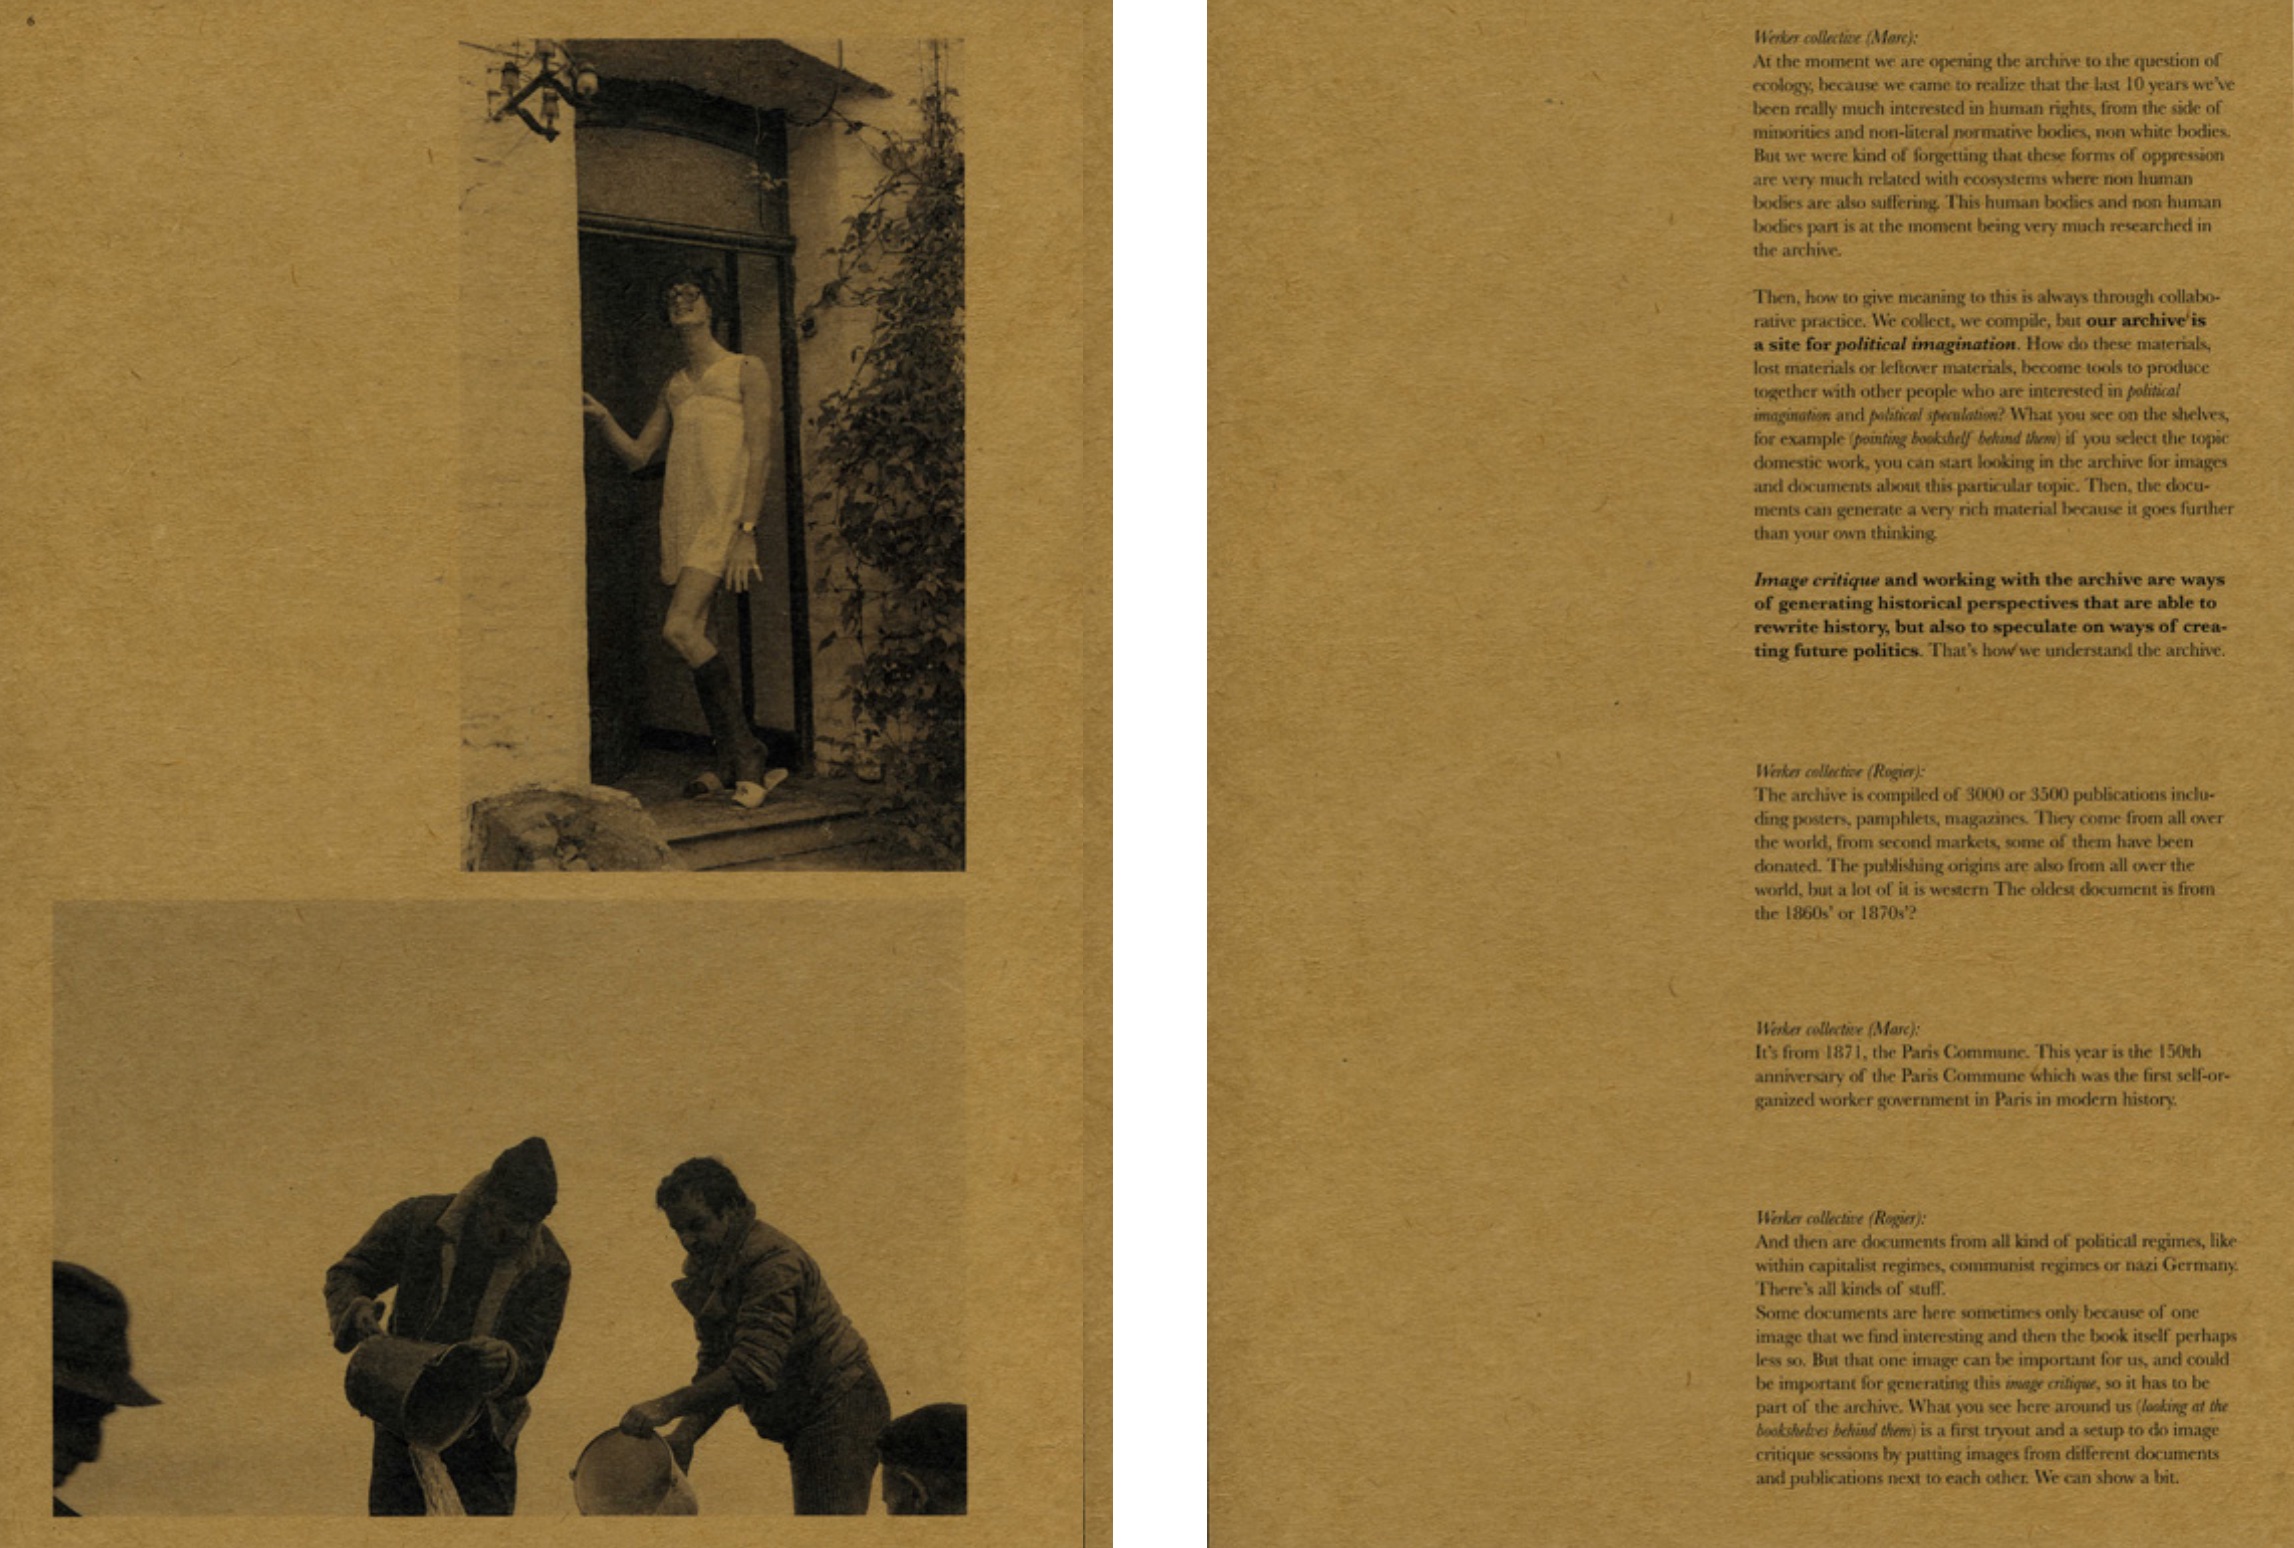 6
Werker collective (Marc):
At the moment we are opening the archive to the question of
ecology, because we came to realize that the last 10 years we've
been really much interested in human rights, from the side of
minorities and non-literal normative bodies, non white bodies.
But we were kind of forgetting that these forms of oppression
are very much related with ecosystems where non human
bodies are also suffering. This human bodies and non human
bodies part is at the moment being very much researched in
the archive.
Then, how to give meaning to this is always through collabo-
rative practice. We collect, we compile, but our archive is
a site for political imagination. How do these materials,
lost materials or leftover materials, become tools to produce
together with other people who are interested in political
imagination and political speculation? What you see on the shelves,
for example (pointing bookshelf behind them) if you select the topic
domestic work, you can start looking in the archive for images
and documents about this particular topic. Then, the docu-
ments can generate a very rich material because it goes further
than your own thinking.
Image critique and working with the archive are ways
of generating historical perspectives that are able to
rewrite history, but also to speculate on ways of crea-
ting future politics. That's how we understand the archive.
Werker collective (Rogier):
The archive is compiled of 3000 or 3500 publications inclu-
ding posters, pamphlets, magazines. They come from all over
the world, from second markets, some of them have been
donated. The publishing origins are also from all over the
world, but a lot of it is western The oldest document is from
the 1860s' or 1870s'?
Werker collective (Marc):
It's from 1871, the Paris Commune. This year is the 150th
anniversary of the Paris Commune which was the first self-or-
ganized worker government in Paris in modern history.
Werker collective (Rogier):
And then are documents from all kind of political regimes, like
within capitalist regimes, communist regimes or nazi Germany.
There's all kinds of stuff.
Some documents are here sometimes only because of one
image that we find interesting and then the book itself perhaps
less so. But that one image can be important for us, and could
be important for generating this image critique, so it has to be
part of the archive. What you see here around us (looking at the
bookshelves behind them) is a first tryout and a setup to do image
critique sessions by putting images from different documents
and publications next to each other. We can show a bit.